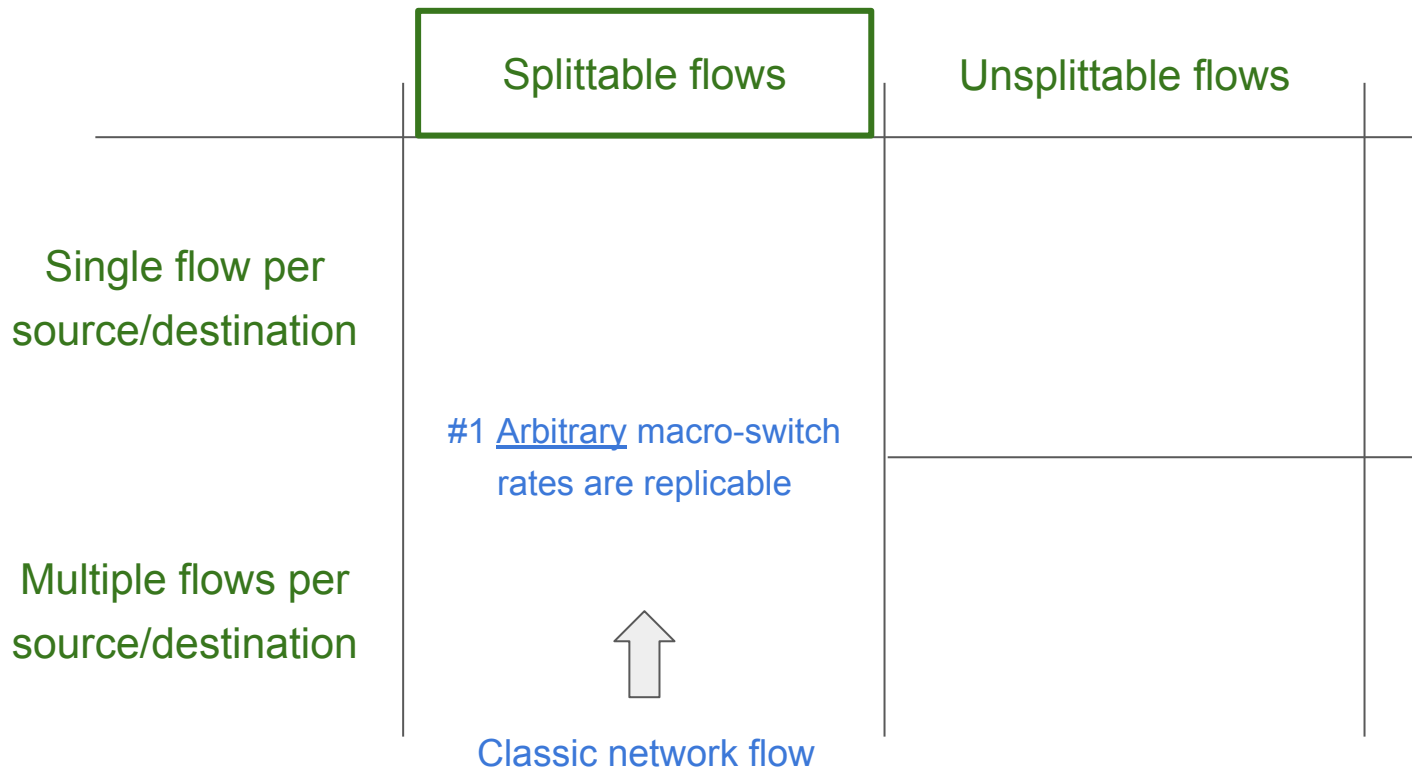 Splittable flows
Unsplittable flows
Single flow per
source/destination
#1 Arbitrary macro-switch
rates are replicable
Multiple flows per
source/destination
Classic network flow